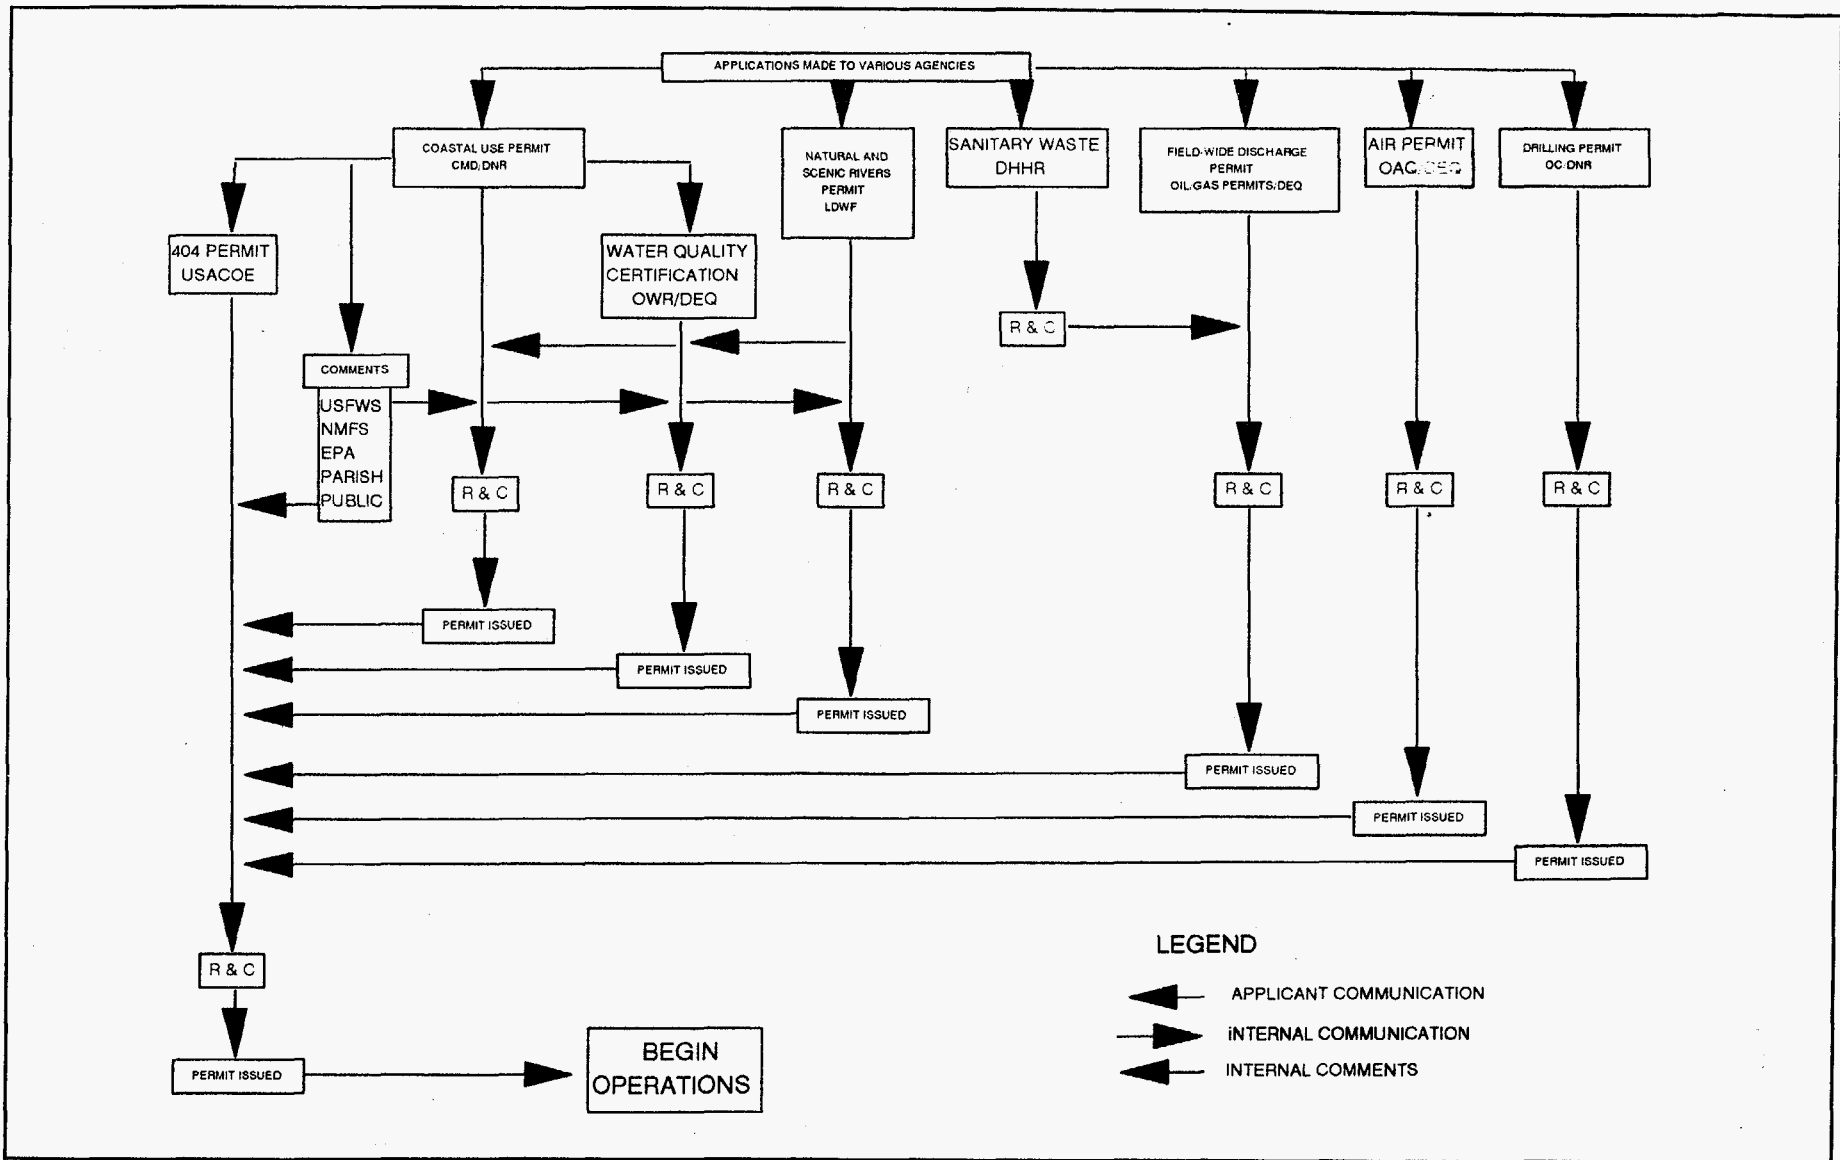 APPLICATIONS MADE TO VARIOUS AGENCIES
COASTAL USE PERMIT
CMD/DNR
NATURAL AND
SCENIC RIVERS
PERMIT
LDWF
SANITARY WASTE
DHHR
FIELD-WIDE DISCHARGE
PERMIT
OIL/GAS PERMITS/DEQ
AIR PERMIT
OAQ/DEQ
DRILLING PERMIT
OC/DNR
404 PERMIT
USACOE
WATER QUALITY
CERTIFICATION
OWR/DEQ
R & C
COMMENTS
USFWS
NMFS
EPA
PARISH
PUBLIC
R & C
R & C
R & C
R & C
R & C
R & C
PERMIT ISSUED
PERMIT ISSUED
PERMIT ISSUED
PERMIT ISSUED
PERMIT ISSUED
PERMIT ISSUED
R & C
PERMIT ISSUED
BEGIN
OPERATIONS
LEGEND
APPLICANT COMMUNICATION
INTERNAL COMMUNICATION
INTERNAL COMMENTS